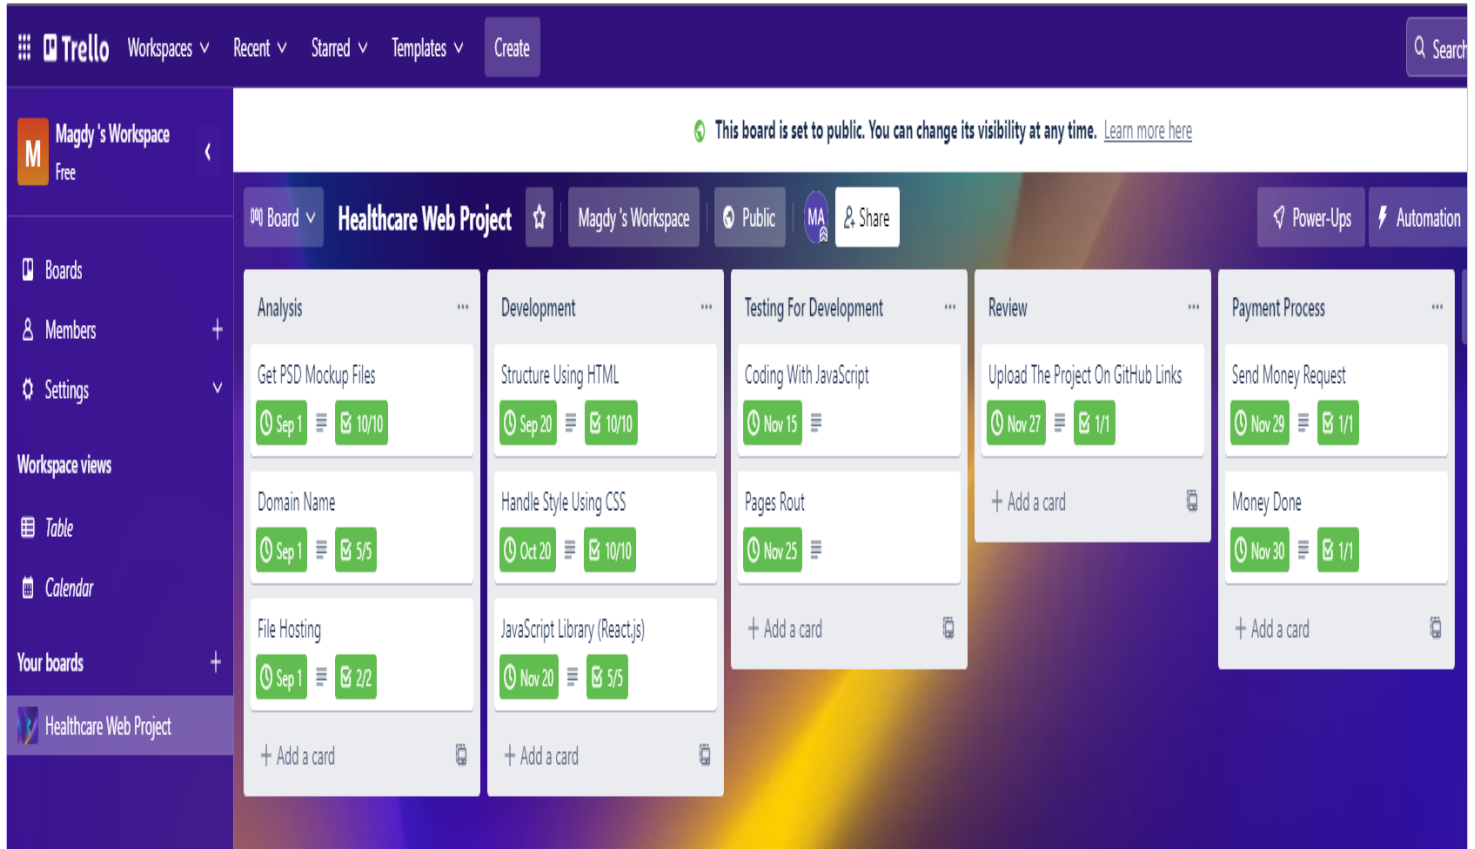 Trello Workspaces Recent Starred Templates Create Search
M Magdy 's Workspace
Free
This board is set to public. You can change its visibility at any time. Learn more here
Board Healthcare Web Project Magdy 's Workspace Public MA Share Power-Ups Automation
Boards
Members
Settings
Workspace views
Table
Calendar
Your boards
Healthcare Web Project
Analysis
Get PSD Mockup Files
Sep 1 10/10
Domain Name
Sep 1 5/5
File Hosting
Sep 1 2/2
+ Add a card
Development
Structure Using HTML
Sep 20 10/10
Handle Style Using CSS
Oct 20 10/10
JavaScript Library (React.js)
Nov 20 5/5
+ Add a card
Testing For Development
Coding With JavaScript
Nov 15
Pages Rout
Nov 25
+ Add a card
Review
Upload The Project On GitHub Links
Nov 27 1/1
+ Add a card
Payment Process
Send Money Request
Nov 29 1/1
Money Done
Nov 30 1/1
+ Add a card